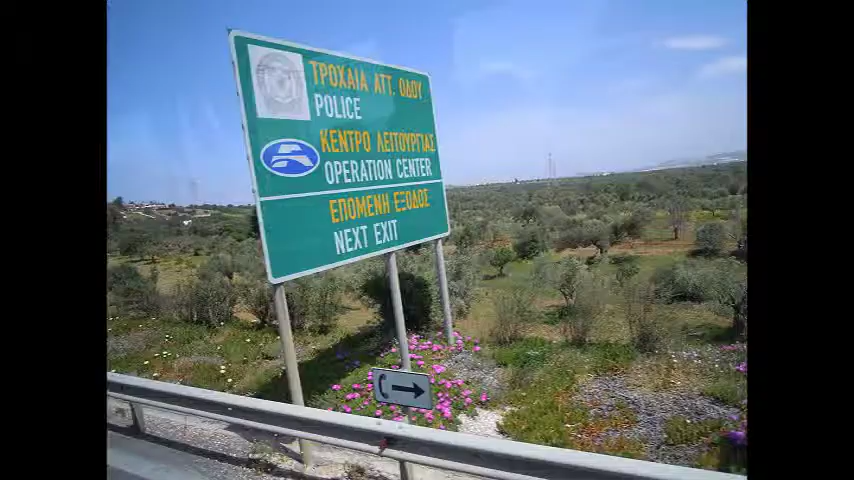 ΤΡΟΧΑΙΑ ΑΤΤ. ΟΔΟΥ
POLICE
ΚΕΝΤΡΟ ΛΕΙΤΟΥΡΓΙΑΣ
OPERATION CENTER
ΕΠΟΜΕΝΗ ΕΞΟΔΟΣ
NEXT EXIT